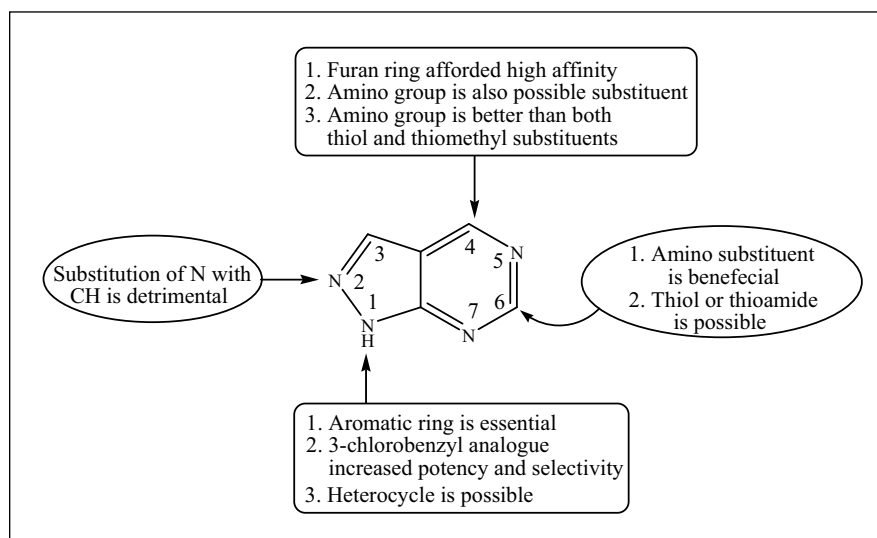 1. Furan ring afforded high affinity
2. Amino group is also possible substituent
3. Amino group is better than both
thiol and thiomethyl substituents
Substitution of N with
CH is detrimental
3
4
N
5
N
2
1
7
6
N
H
N
1. Amino substituent
is benefecial
2. Thiol or thioamide
is possible
1. Aromatic ring is essential
2. 3-chlorobenzyl analogue
increased potency and selectivity
3. Heterocycle is possible